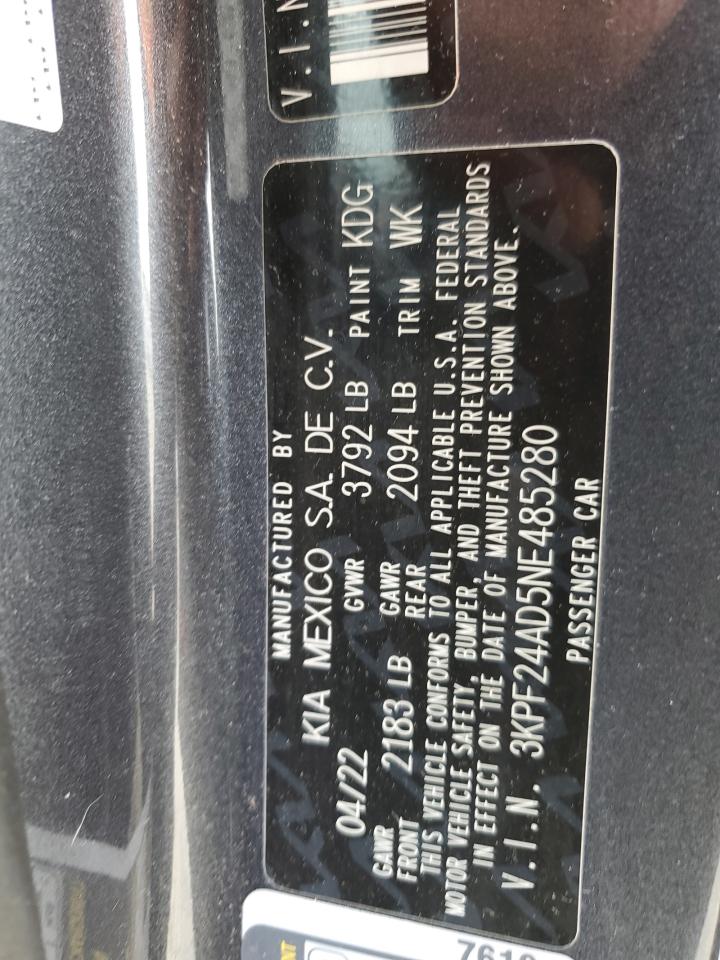 V.I.N
MANUFACTURED BY
KIA MEXICO S.A. DE C.V.
04/22 GVWR 3792 LB PAINT KDG
GAWR FRONT 2183 LB GAWR REAR 2094 LB TRIM WK
THIS VEHICLE CONFORMS TO ALL APPLICABLE U.S.A. FEDERAL
MOTOR VEHICLE SAFETY, BUMPER, AND THEFT PREVENTION STANDARDS
IN EFFECT ON THE DATE OF MANUFACTURE SHOWN ABOVE.
V.I.N. 3KPF24AD5NE485280
PASSENGER CAR